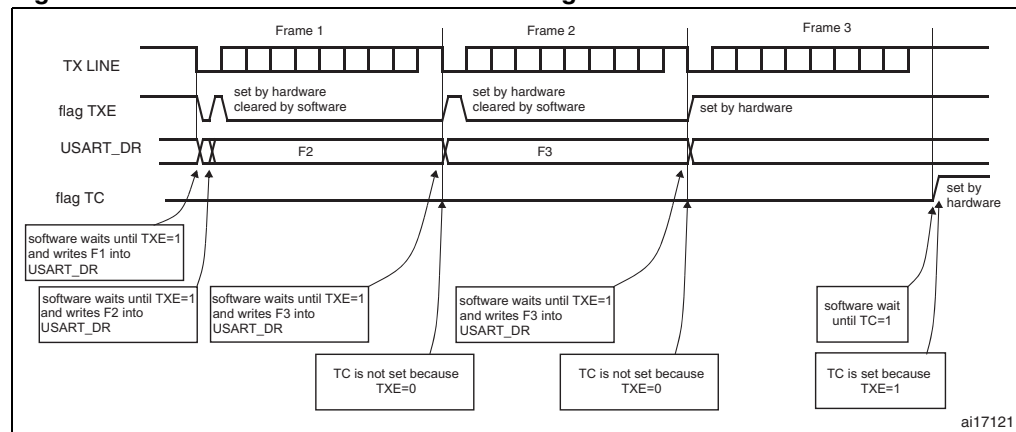 Frame 1
Frame 2
Frame 3
TX LINE
flag TXE
set by hardware
cleared by software
set by hardware
cleared by software
set by hardware
USART_DR
F2
F3
flag TC
set by
hardware
software waits until TXE=1
and writes F1 into
USART_DR
software waits until TXE=1
and writes F2 into
USART_DR
software waits until TXE=1
and writes F3 into
USART_DR
software waits until TXE=1
and writes F3 into
USART_DR
software wait
until TC=1
TC is not set because
TXE=0
TC is not set because
TXE=0
TC is set because
TXE=1
ai17121